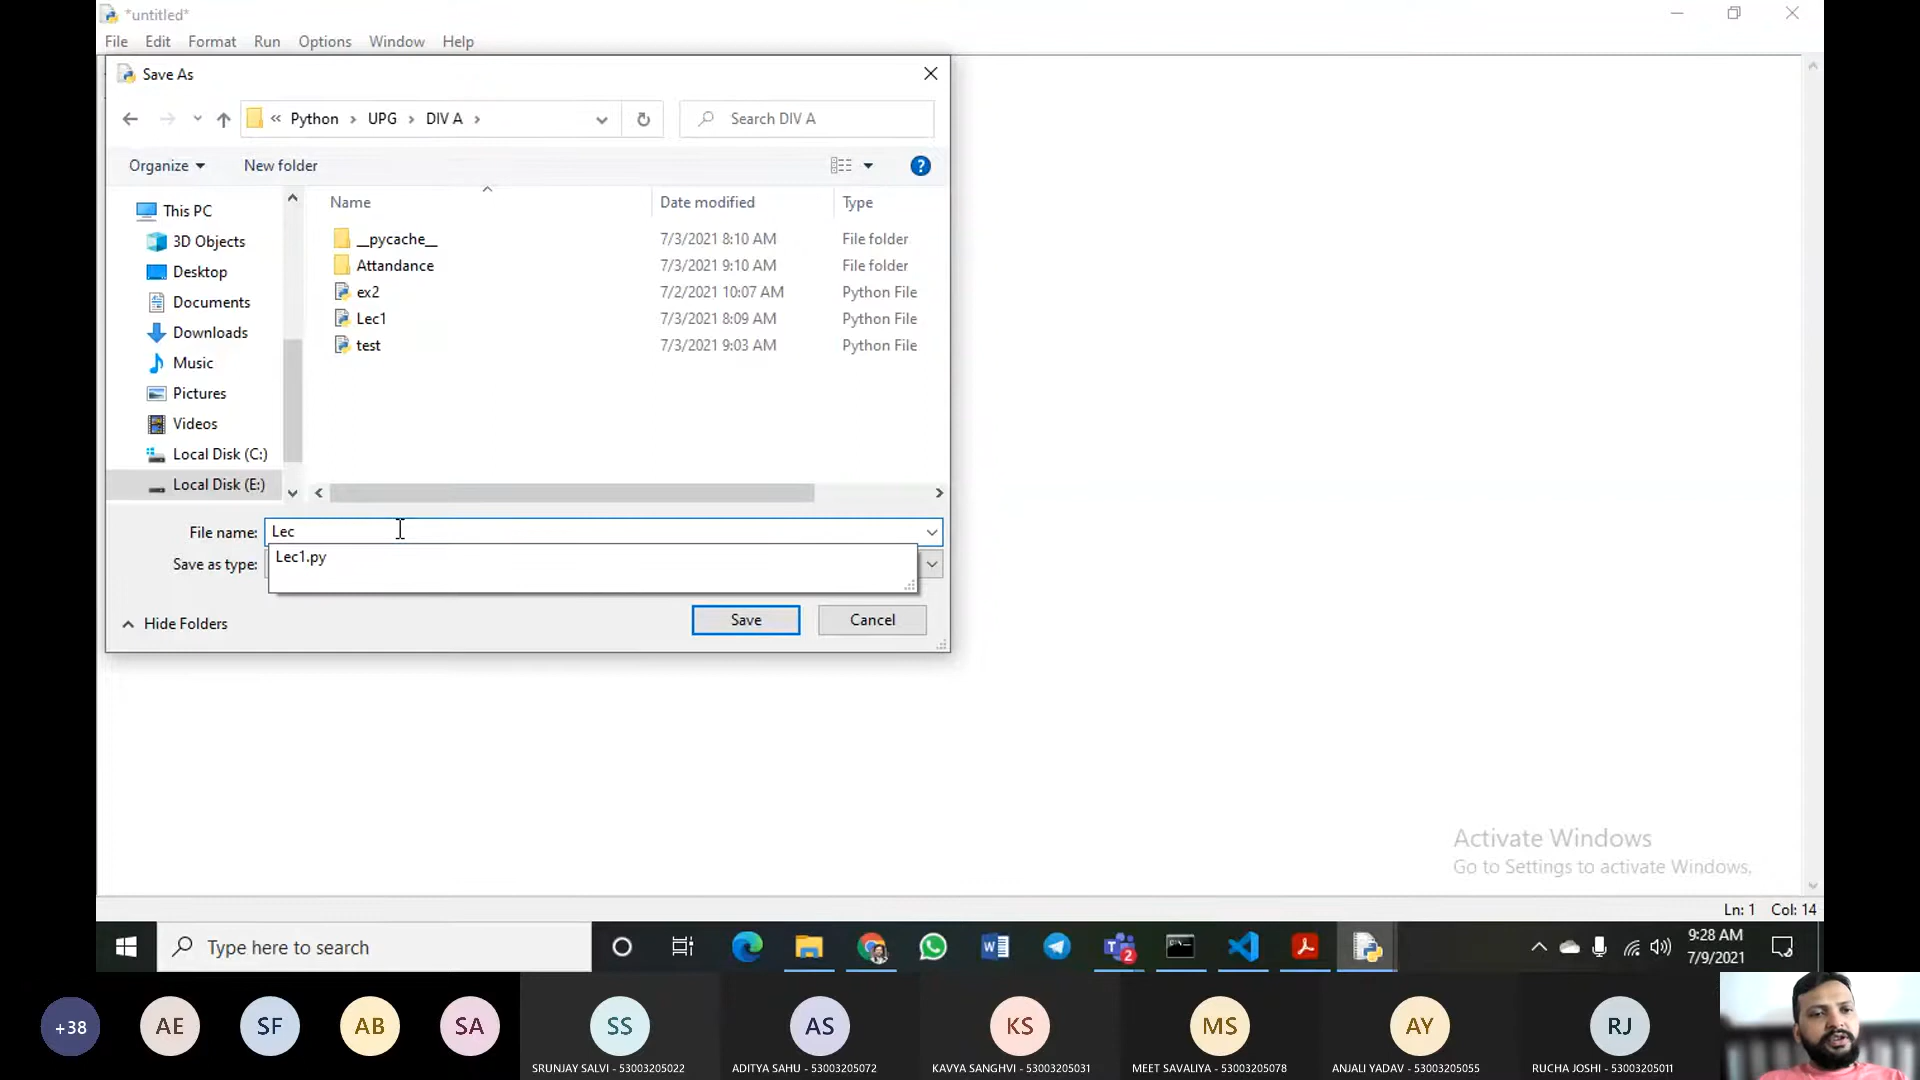 *untitled*
File Edit Format Run Options Window Help
Save As
« Python › UPG › DIV A ›
Search DIV A
Organize New folder
Name Date modified Type
This PC
3D Objects
Desktop
Documents
Downloads
Music
Pictures
Videos
Local Disk (C:)
Local Disk (E:)
__pycache__ 7/3/2021 8:10 AM File folder
Attandance 7/3/2021 9:10 AM File folder
ex2 7/2/2021 10:07 AM Python File
Lec1 7/3/2021 8:09 AM Python File
test 7/3/2021 9:03 AM Python File
File name: Lec
Lec1.py
Save as type:
Hide Folders
Save Cancel
Activate Windows
Go to Settings to activate Windows.
Ln: 1 Col: 14
Type here to search
2
9:28 AM
7/9/2021
+38 AE SF AB SA SS AS KS MS AY RJ
SRUNJAY SALVI - 53003205022
ADITYA SAHU - 53003205072
KAVYA SANGHVI - 53003205031
MEET SAVALIYA - 53003205078
ANJALI YADAV - 53003205055
RUCHA JOSHI - 53003205011